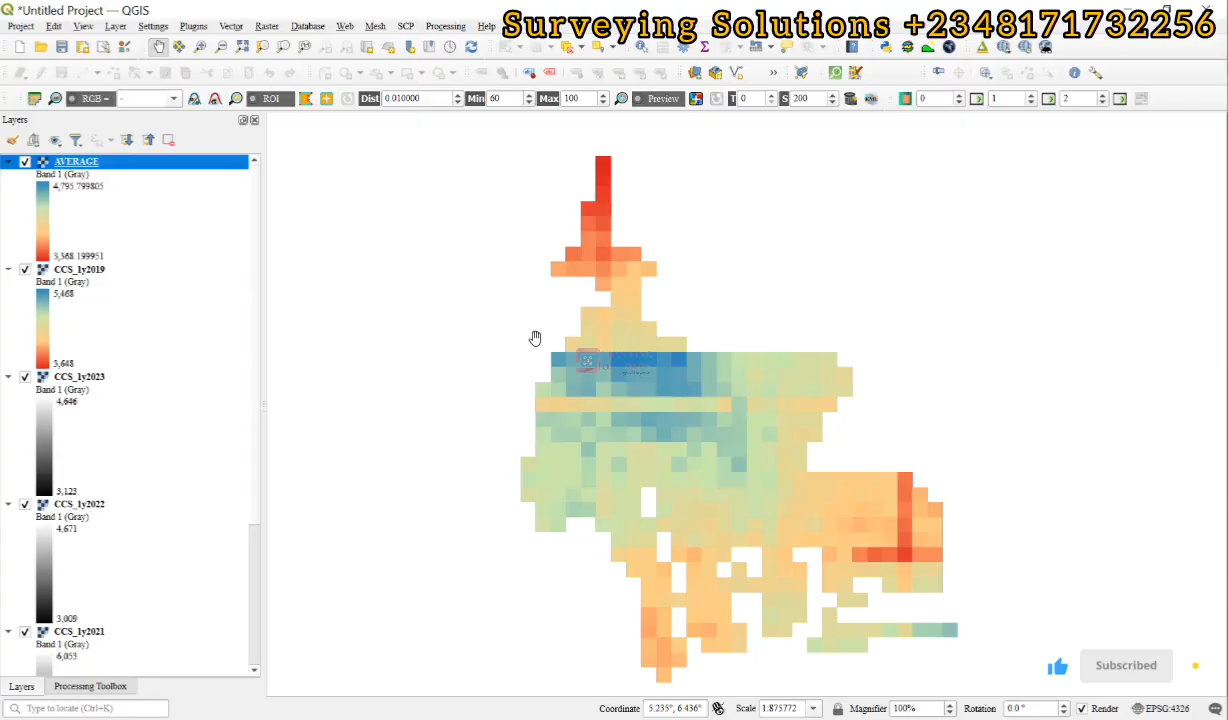 *Untitled Project — QGIS
Surveying Solutions +2348171732256
Project Edit View Layer Settings Plugins Vector Raster Database Web Mesh SCP Processing Help
RGB = - ROI Dist 0.010000 Min 60 Max 100 Preview T 0 S 200 0 1 2
Layers
AVERAGE
Band 1 (Gray)
4,795.799805
3,368.199951
CCS_1y2019
Band 1 (Gray)
5,468
3,648
CCS_1y2023
Band 1 (Gray)
4,646
3,123
CCS_1y2022
Band 1 (Gray)
4,671
3,009
CCS_1y2021
Band 1 (Gray)
6,053
Subscribed
Layers Processing Toolbox
Type to locate (Ctrl+K)
Coordinate 5.235°, 6.436° Scale 1:875772 Magnifier 100% Rotation 0.0 ° Render EPSG:4326